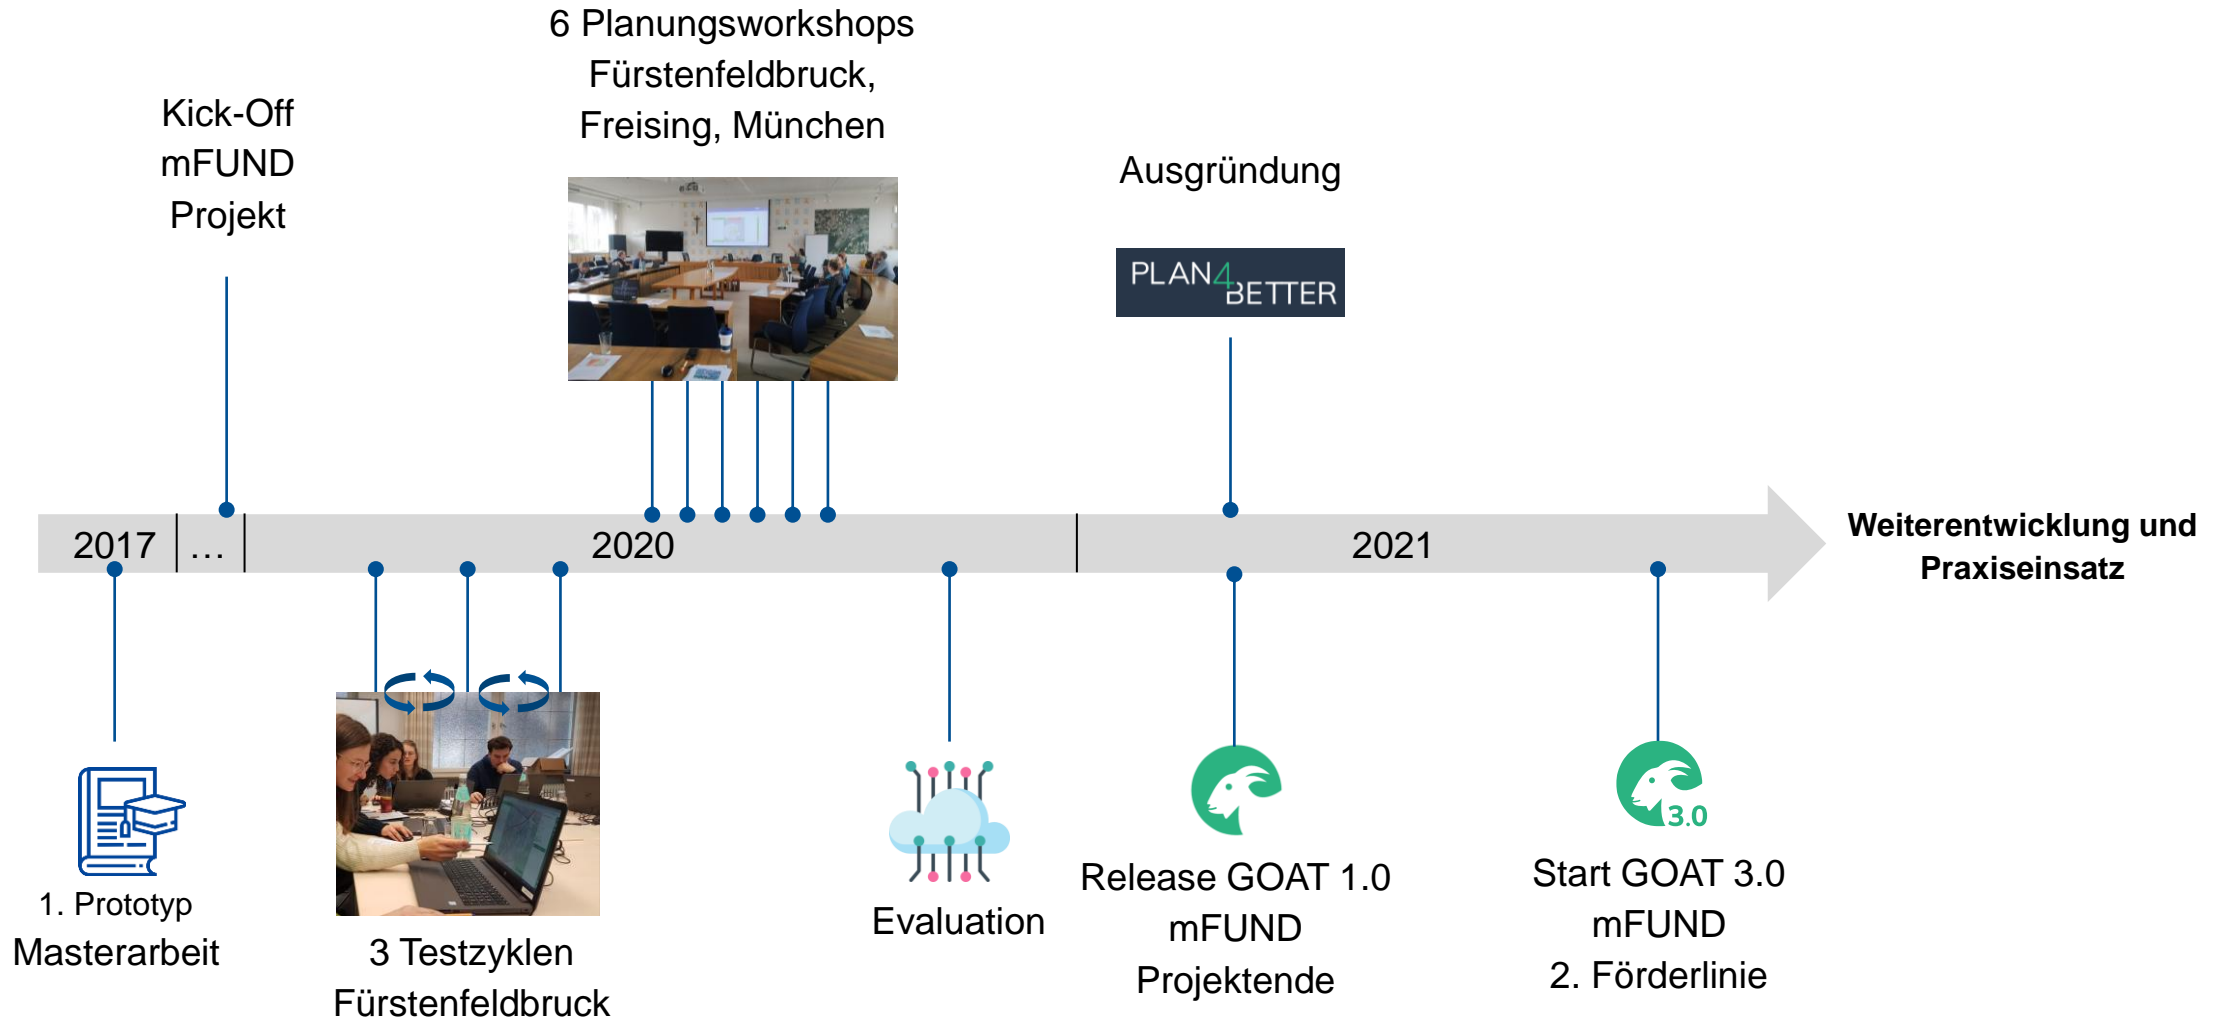 6 Planungsworkshops
Fürstenfeldbruck,
Freising, München
Kick-Off
mFUND
Projekt
Ausgründung
PLAN4
BETTER
2017
...
2020
2021
Weiterentwicklung und
Praxiseinsatz
1. Prototyp
Masterarbeit
3 Testzyklen
Fürstenfeldbruck
Evaluation
Release GOAT 1.0
mFUND
Projektende
3.0
Start GOAT 3.0
mFUND
2. Förderlinie